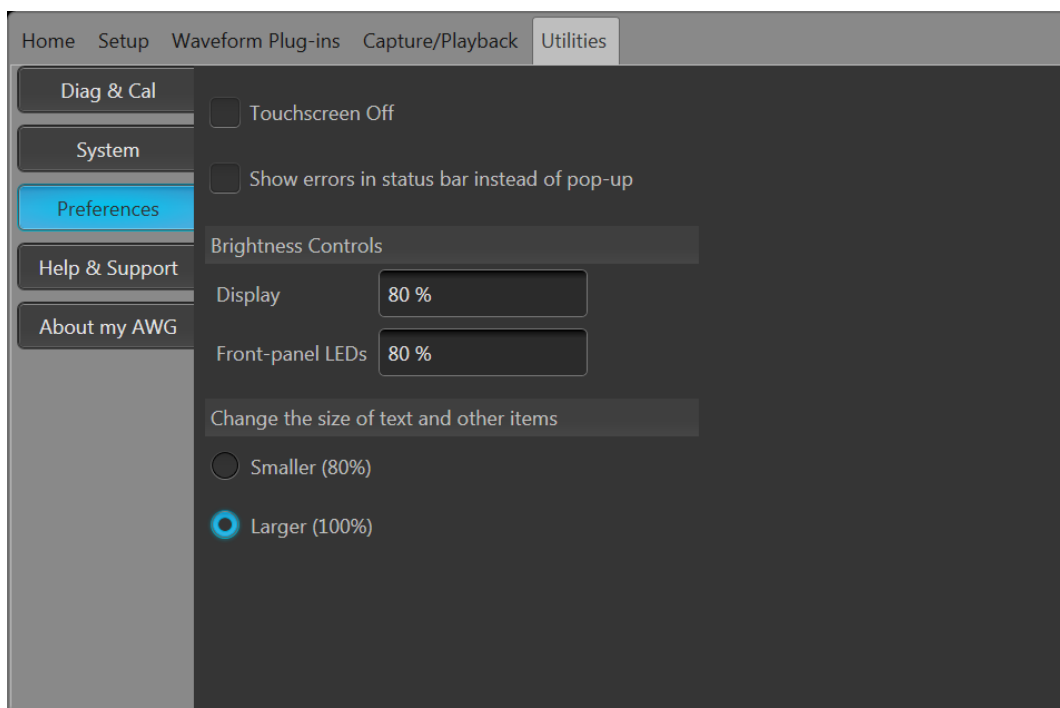 Home Setup Waveform Plug-ins Capture/Playback Utilities
Diag & Cal
System
Preferences
Help & Support
About my AWG
Touchscreen Off
Show errors in status bar instead of pop-up
Brightness Controls
Display 80 %
Front-panel LEDs 80 %
Change the size of text and other items
Smaller (80%)
Larger (100%)